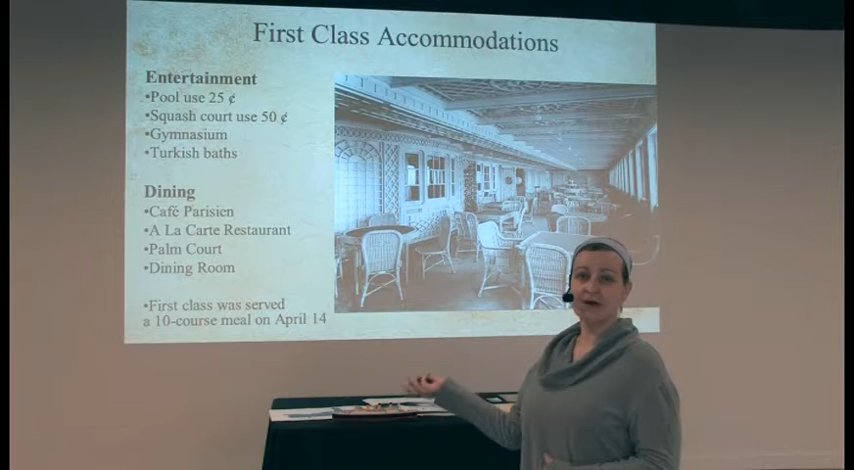 First Class Accommodations
Entertainment
•Pool use 25 ¢
•Squash court use 50 ¢
•Gymnasium
•Turkish baths
Dining
•Café Parisien
•A La Carte Restaurant
•Palm Court
•Dining Room
•First class was served
a 10-course meal on April 14